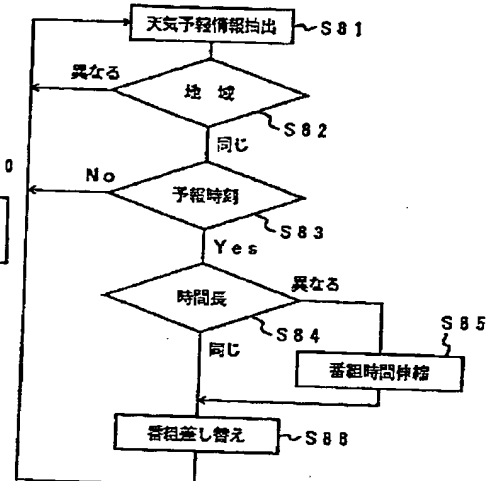 天気予報情報抽出
S81
異なる
地 域
S82
同じ
0
No
予報時刻
S83
Yes
時間長
異なる
S84
S85
同じ
番組時間伸縮
番組差し替え
S86